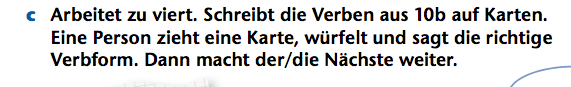 c Arbeitet zu viert. Schreibt die Verben aus 10b auf Karten.
Eine Person zieht eine Karte, würfelt und sagt die richtige
Verbform. Dann macht der/die Nächste weiter.